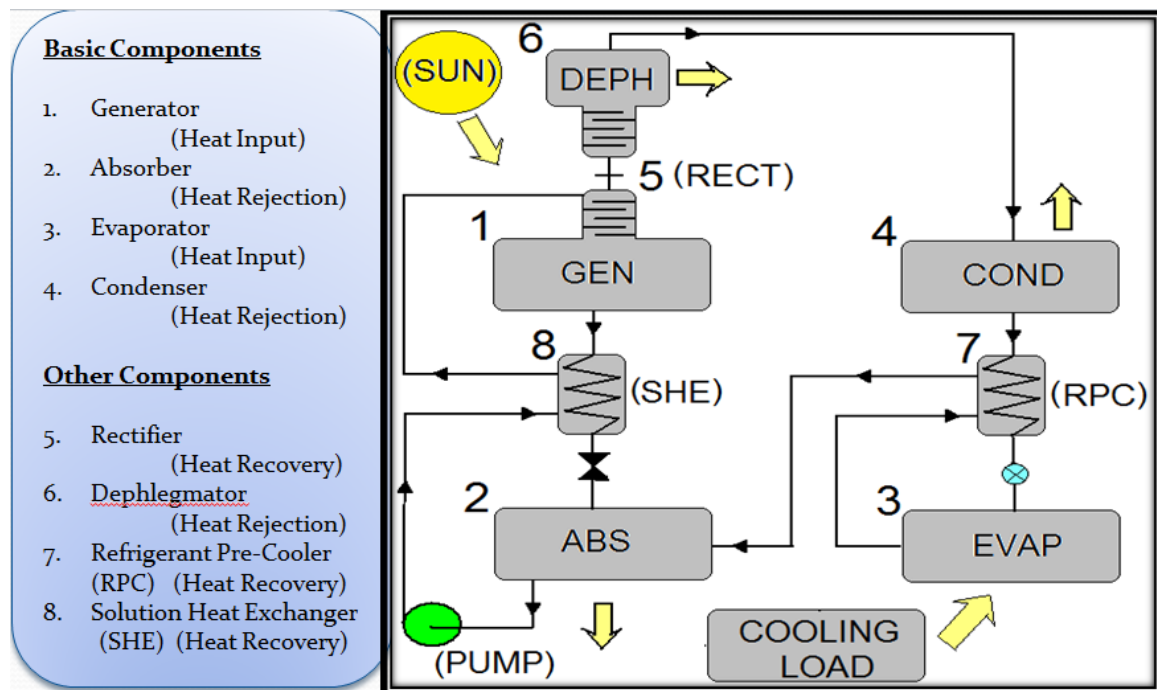 Basic Components
1. Generator
(Heat Input)
2. Absorber
(Heat Rejection)
3. Evaporator
(Heat Input)
4. Condenser
(Heat Rejection)
Other Components
5. Rectifier
(Heat Recovery)
6. Dephlegmator
(Heat Rejection)
7. Refrigerant Pre-Cooler
(RPC) (Heat Recovery)
8. Solution Heat Exchanger
(SHE) (Heat Recovery)
(SUN)
6
DEPH
5 (RECT)
1
GEN
4
COND
8
(SHE)
7
(RPC)
2
ABS
3
EVAP
(PUMP)
COOLING
LOAD